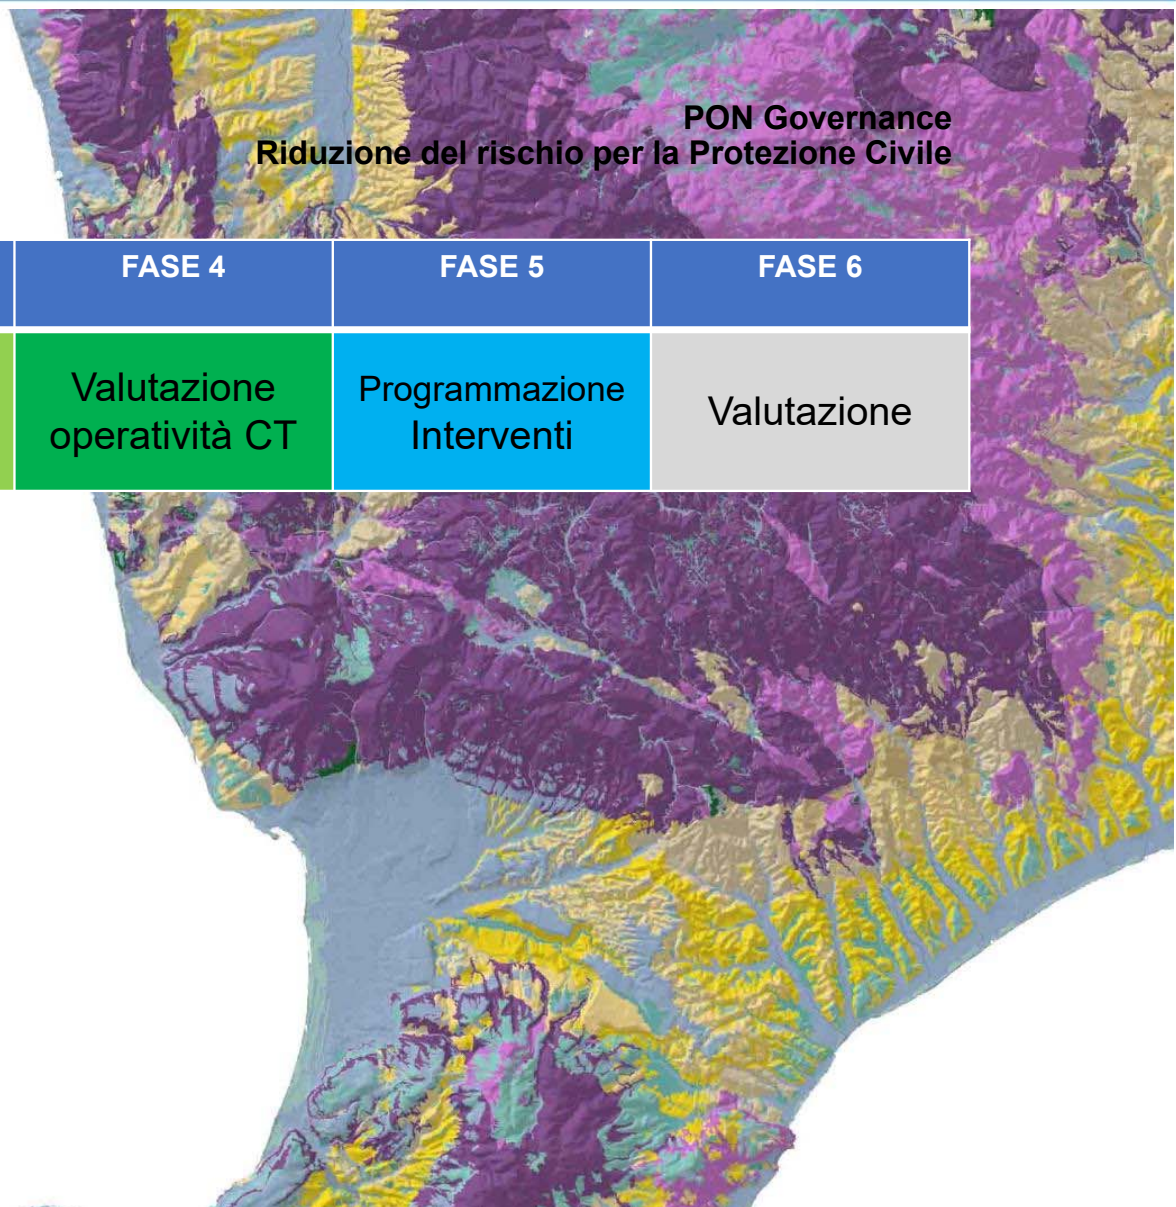 PON Governance
Riduzione del rischio per la Protezione Civile
FASE 4
FASE 5
FASE 6
Valutazione
operatività CT
Programmazione
Interventi
Valutazione